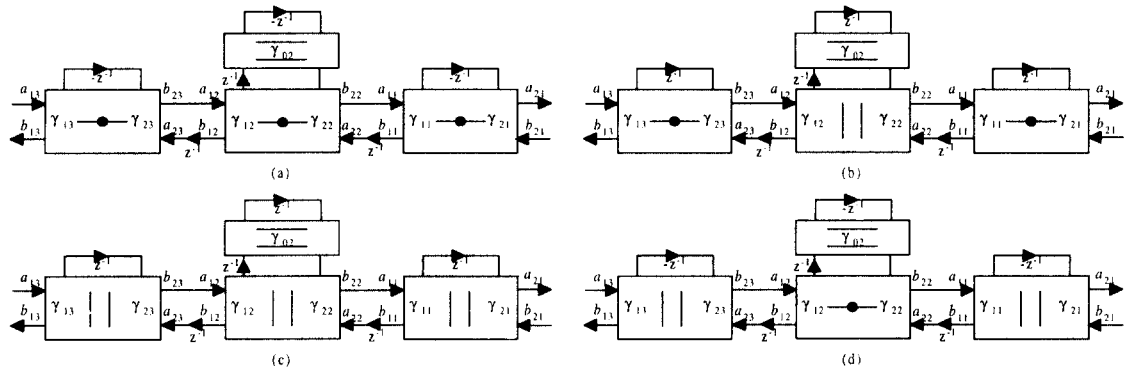 -z⁻¹
γ₀₂
-z⁻¹ z⁻¹ -z⁻¹
a₁₃ b₂₃ a₁₂ b₂₂ a₁₁ a₂₁
γ₁₃ γ₂₃ γ₁₂ γ₂₂ γ₁₁ γ₂₁
b₁₃ a₂₃ b₁₂ a₂₂ b₁₁ b₂₁
z⁻¹ z⁻¹
(a)
z⁻¹
γ₀₂
z⁻¹ z⁻¹ z⁻¹
a₁₃ b₂₃ a₁₂ b₂₂ a₁₁ a₂₁
γ₁₃ γ₂₃ γ₁₂ γ₂₂ γ₁₁ γ₂₁
b₁₃ a₂₃ b₁₂ a₂₂ b₁₁ b₂₁
z⁻¹ z⁻¹
(b)
z⁻¹
γ₀₂
z⁻¹ z⁻¹ z⁻¹
a₁₃ b₂₃ a₁₂ b₂₂ a₁₁ a₂₁
γ₁₃ γ₂₃ γ₁₂ γ₂₂ γ₁₁ γ₂₁
b₁₃ a₂₃ b₁₂ a₂₂ b₁₁ b₂₁
z⁻¹ z⁻¹
(c)
-z⁻¹
γ₀₂
-z⁻¹ z⁻¹ -z⁻¹
a₁₃ b₂₃ a₁₂ b₂₂ a₁₁ a₂₁
γ₁₃ γ₂₃ γ₁₂ γ₂₂ γ₁₁ γ₂₁
b₁₃ a₂₃ b₁₂ a₂₂ b₁₁ b₂₁
z⁻¹ z⁻¹
(d)